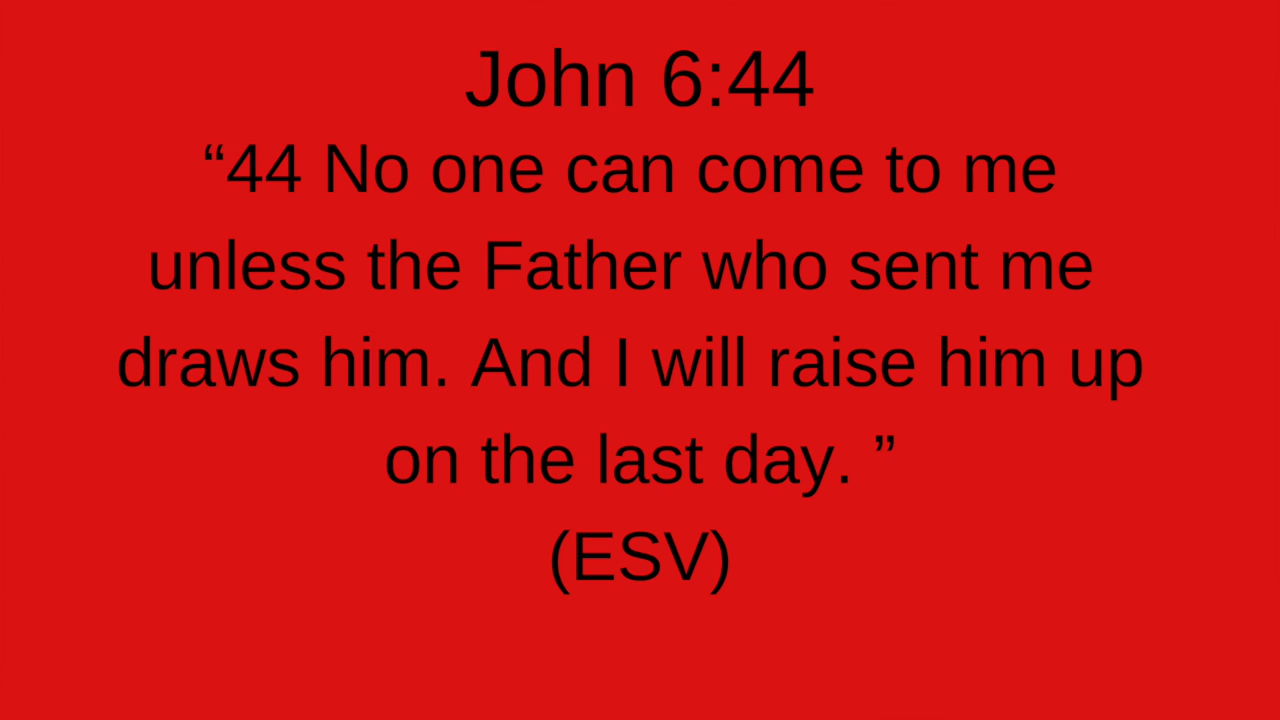 John 6:44
“44 No one can come to me
unless the Father who sent me
draws him. And I will raise him up
on the last day. ”
(ESV)